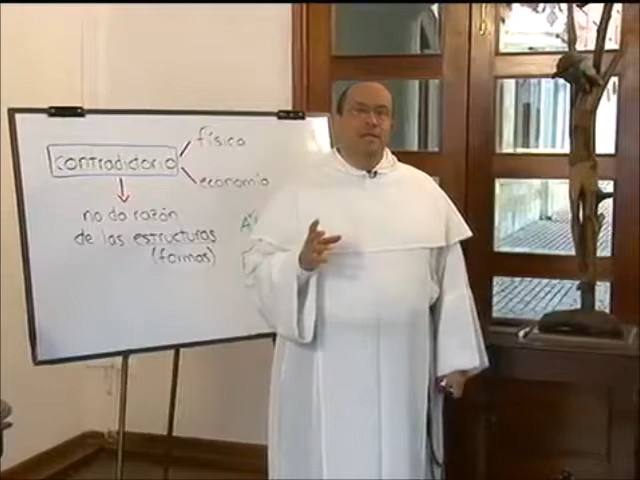 física
contradictorio
economía
no da razón
de las estructuras
(formas)